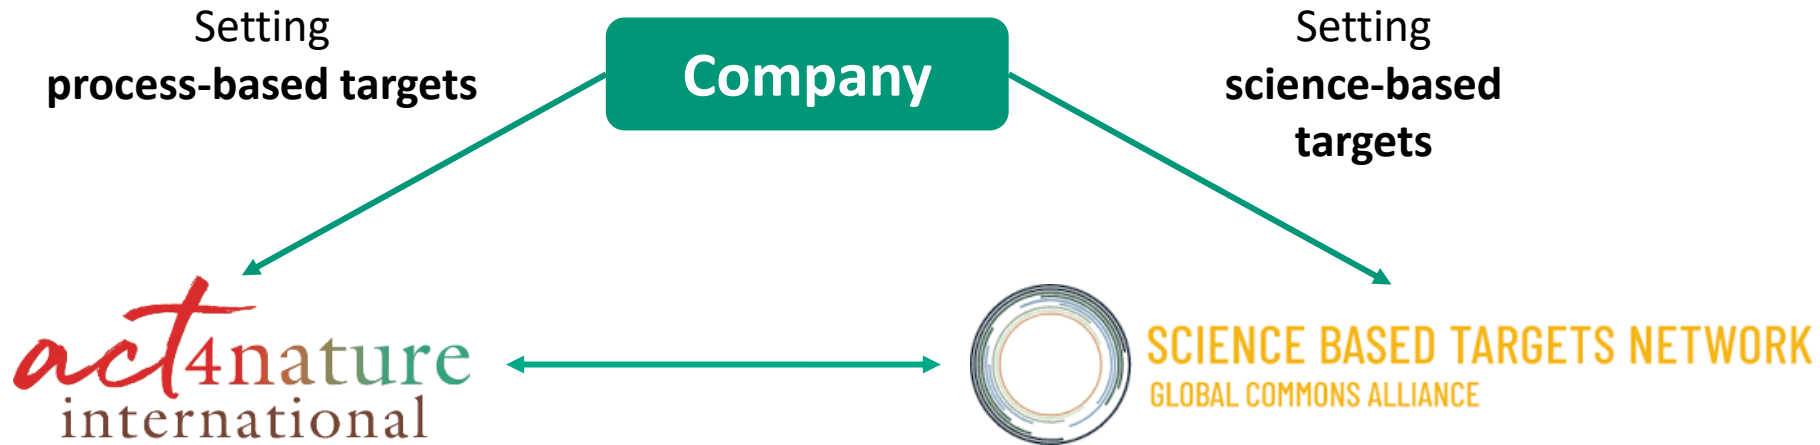 Setting
process-based targets
Company
Setting
science-based
targets
act4nature
international
SCIENCE BASED TARGETS NETWORK
GLOBAL COMMONS ALLIANCE